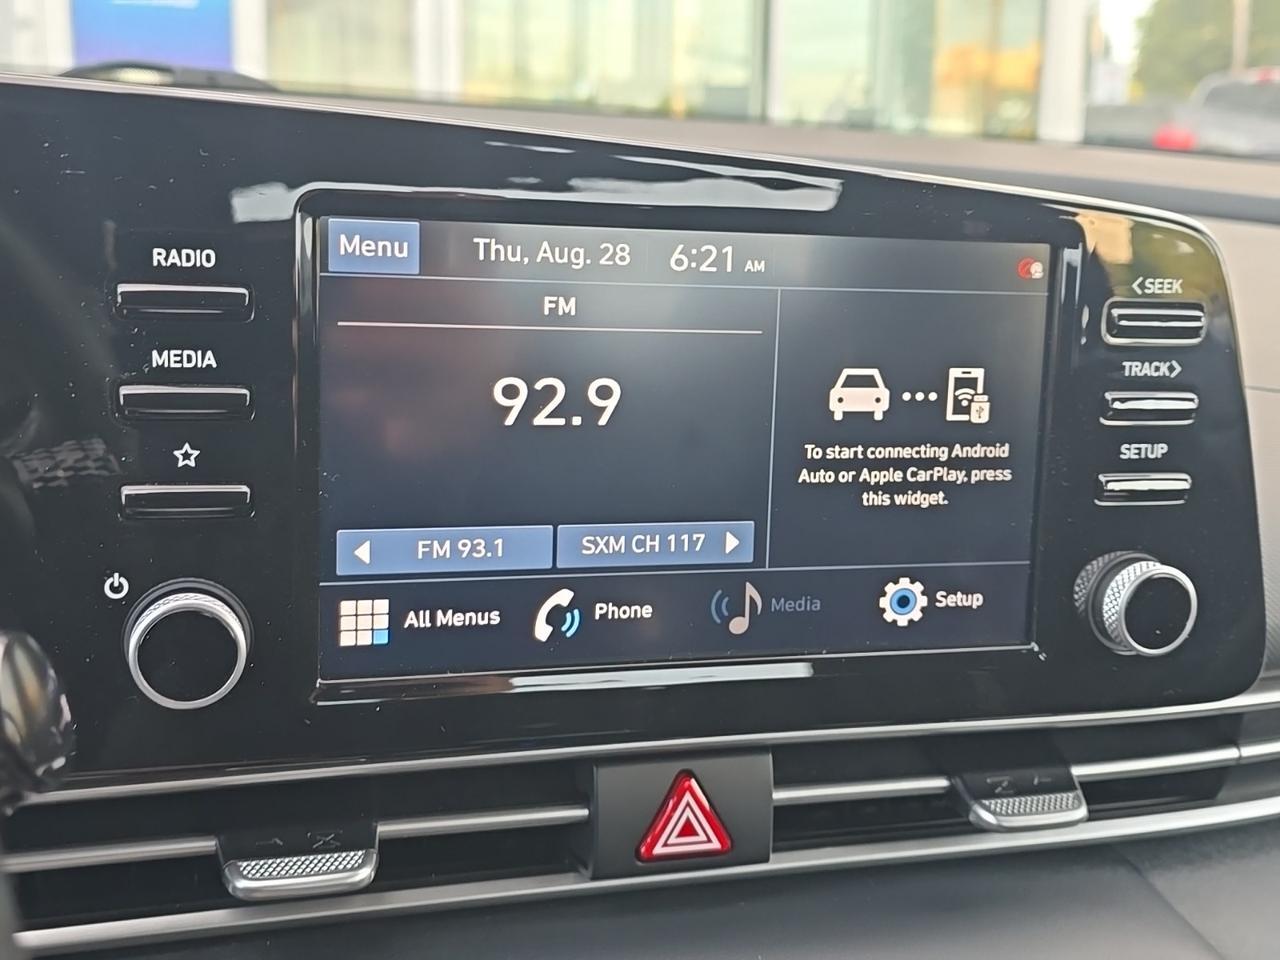 RADIO
MEDIA
Menu
Thu, Aug. 28
6:21 AM
FM
92.9
FM 93.1
SXM CH 117
To start connecting Android
Auto or Apple CarPlay, press
this widget.
All Menus
Phone
Media
Setup
<SEEK
TRACK>
SETUP